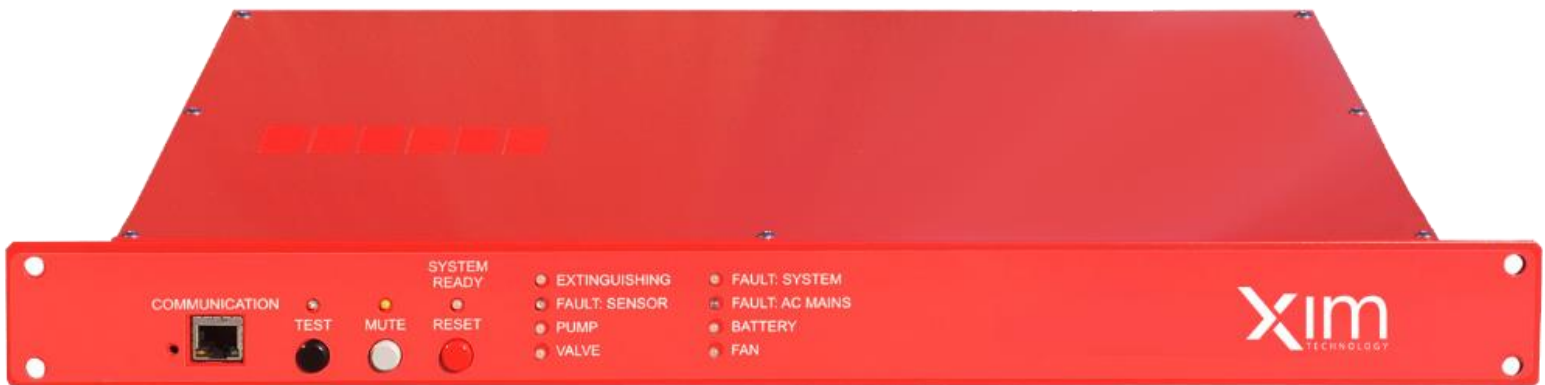 COMMUNICATION
TEST
MUTE
SYSTEM
READY
RESET
EXTINGUISHING
FAULT: SENSOR
PUMP
VALVE
FAULT: SYSTEM
FAULT: AC MAINS
BATTERY
FAN
XIM
TECHNOLOGY